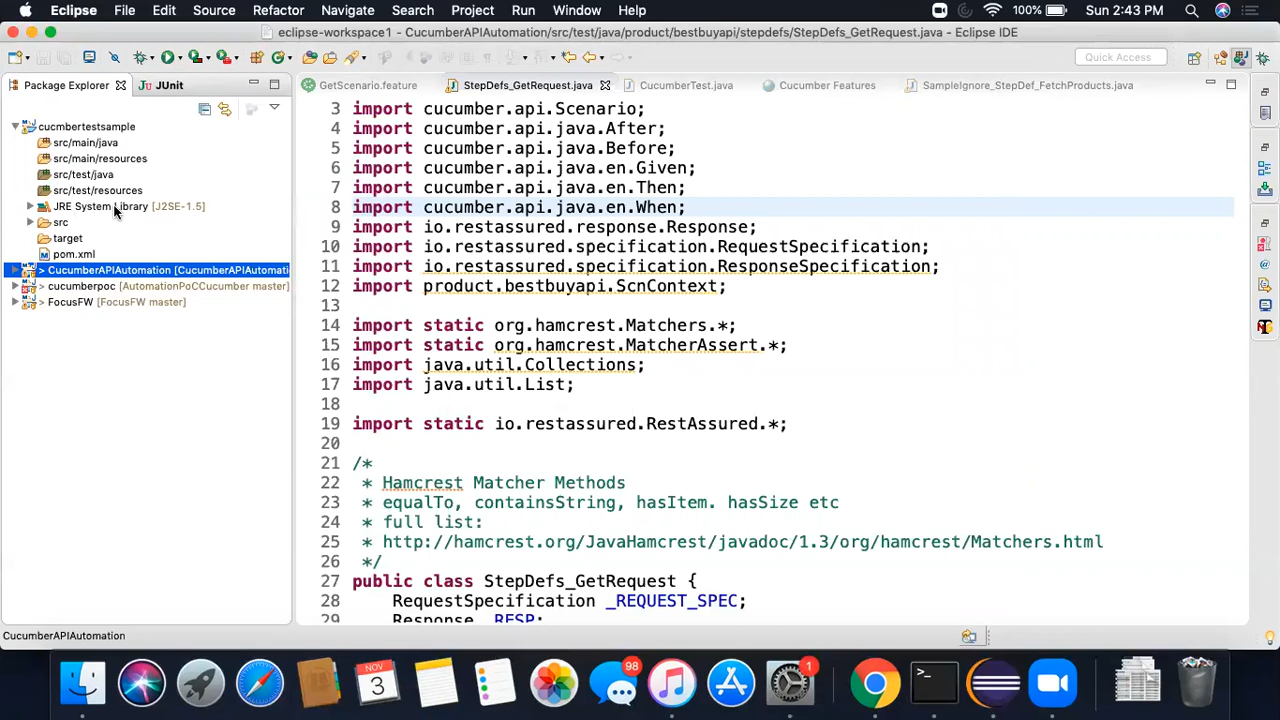 Eclipse File Edit Source Refactor Navigate Search Project Run Window Help 100% Sun 2:43 PM
eclipse-workspace1 - CucumberAPIAutomation/src/test/java/product/bestbuyapi/stepdefs/StepDefs_GetRequest.java - Eclipse IDE
Quick Access
Package Explorer JUnit
GetScenario.feature StepDefs_GetRequest.java CucumberTest.java Cucumber Features SampleIgnore_StepDef_FetchProducts.java
cucmbertestsample
src/main/java
src/main/resources
src/test/java
src/test/resources
JRE System Library [J2SE-1.5]
src
target
pom.xml
> CucumberAPIAutomation [CucumberAPIAutomati
> cucumberpoc [AutomationPoCCucumber master]
> FocusFW [FocusFW master]
3 import cucumber.api.Scenario;
4 import cucumber.api.java.After;
5 import cucumber.api.java.Before;
6 import cucumber.api.java.en.Given;
7 import cucumber.api.java.en.Then;
8 import cucumber.api.java.en.When;
9 import io.restassured.response.Response;
10 import io.restassured.specification.RequestSpecification;
11 import io.restassured.specification.ResponseSpecification;
12 import product.bestbuyapi.ScnContext;
13
14 import static org.hamcrest.Matchers.*;
15 import static org.hamcrest.MatcherAssert.*;
16 import java.util.Collections;
17 import java.util.List;
18
19 import static io.restassured.RestAssured.*;
20
21 /*
22 * Hamcrest Matcher Methods
23 * equalTo, containsString, hasItem. hasSize etc
24 * full list:
25 * http://hamcrest.org/JavaHamcrest/javadoc/1.3/org/hamcrest/Matchers.html
26 */
27 public class StepDefs_GetRequest {
28 RequestSpecification _REQUEST_SPEC;
29 Response _RESP;
CucumberAPIAutomation
NOV
3
98
1